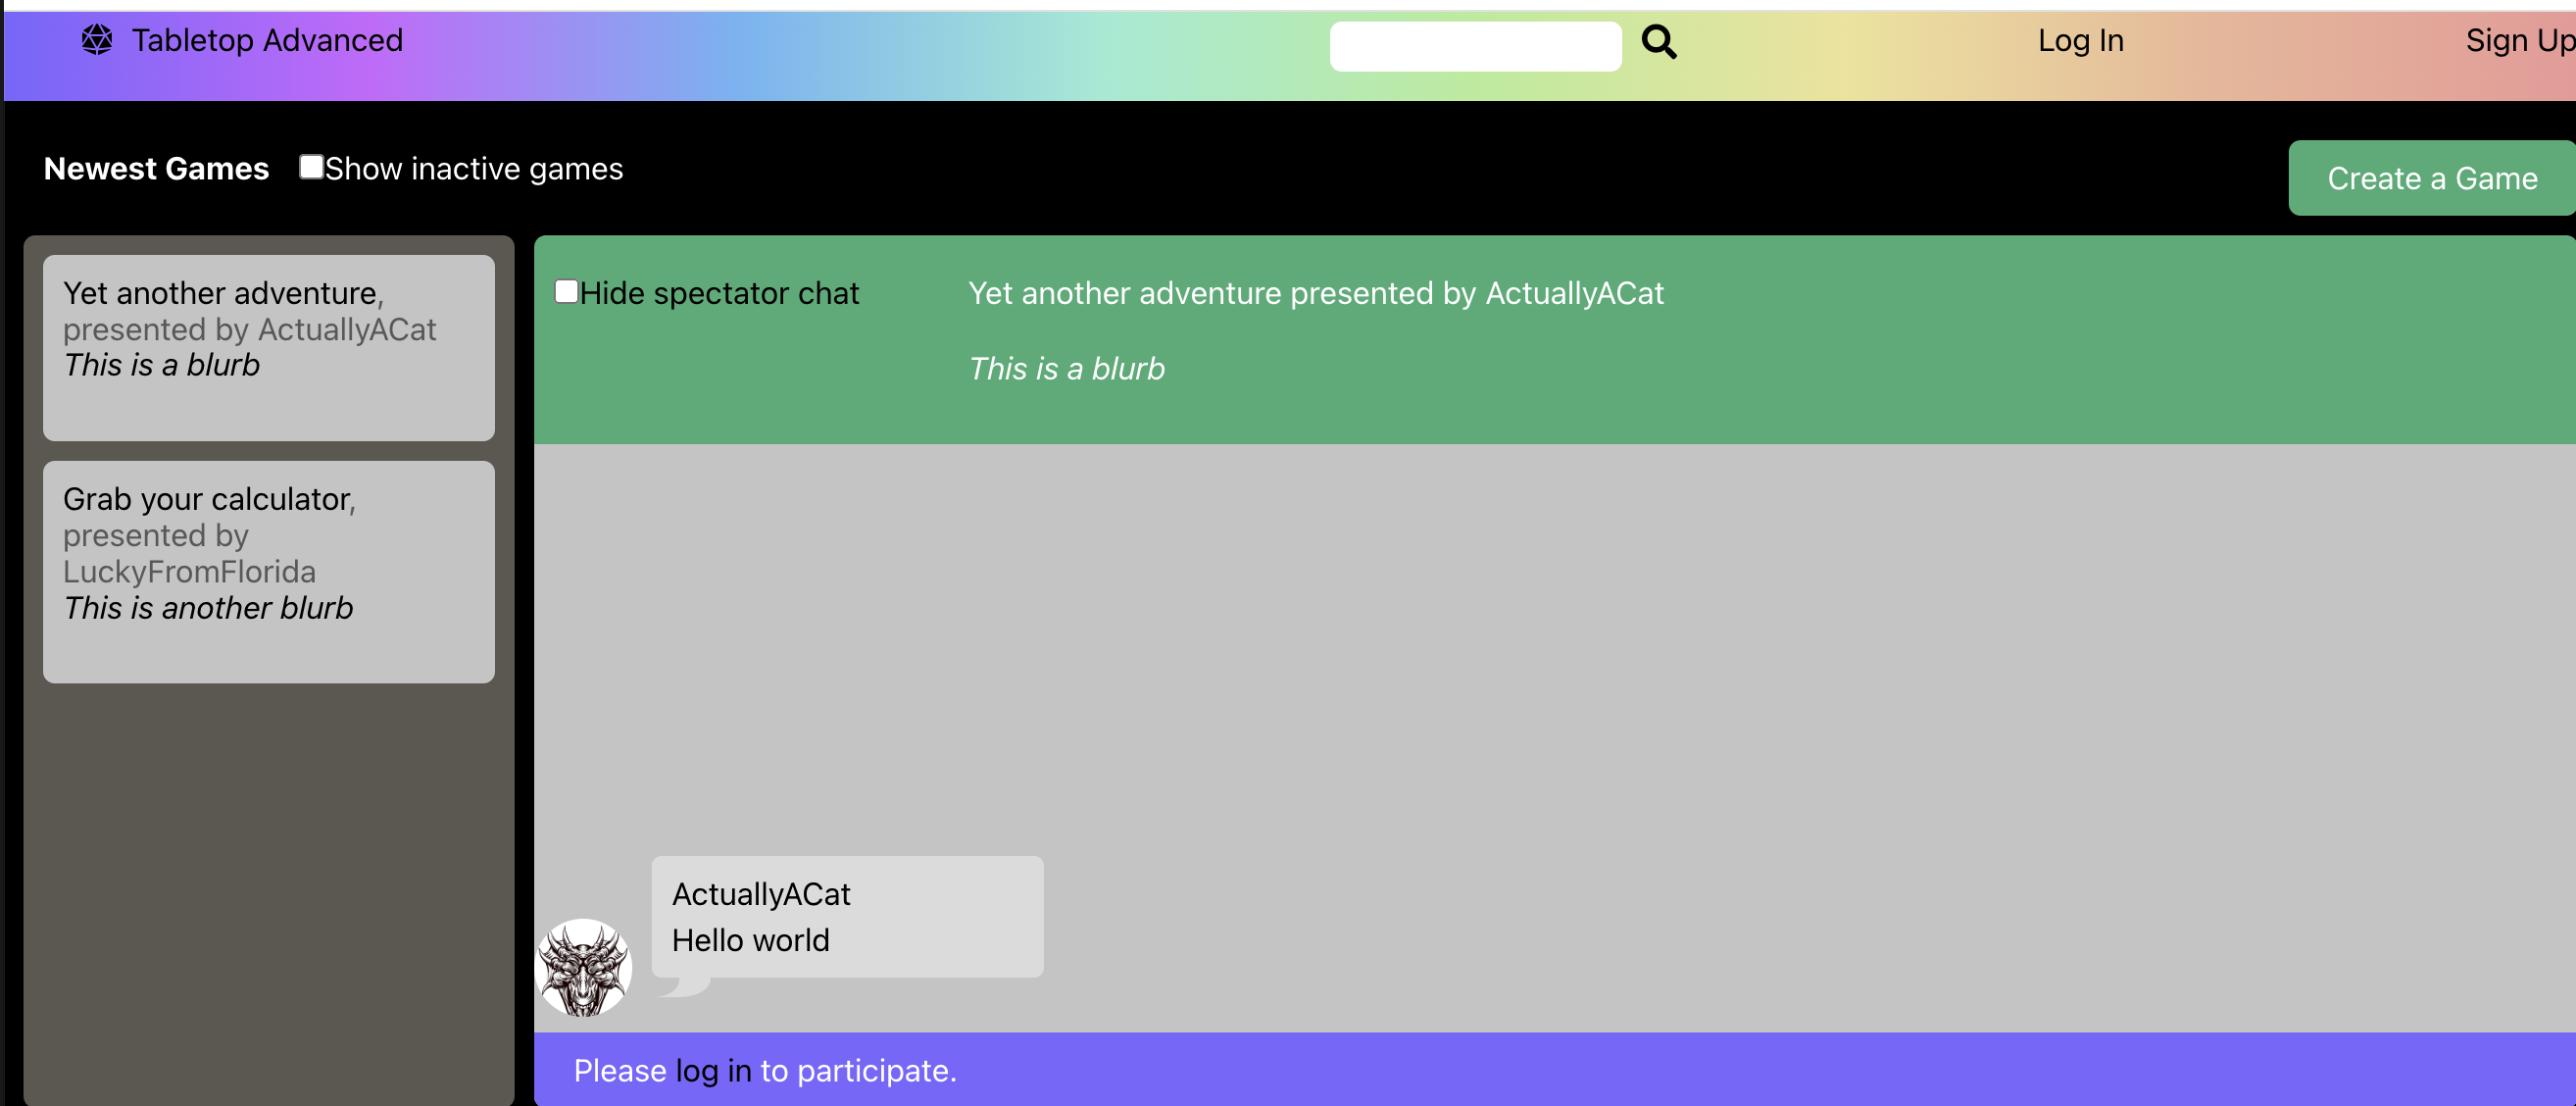 Tabletop Advanced
Log In
Sign Up
Newest Games
Show inactive games
Create a Game
Yet another adventure,
presented by ActuallyACat
This is a blurb
Grab your calculator,
presented by
LuckyFromFlorida
This is another blurb
Hide spectator chat
Yet another adventure presented by ActuallyACat
This is a blurb
ActuallyACat
Hello world
Please log in to participate.